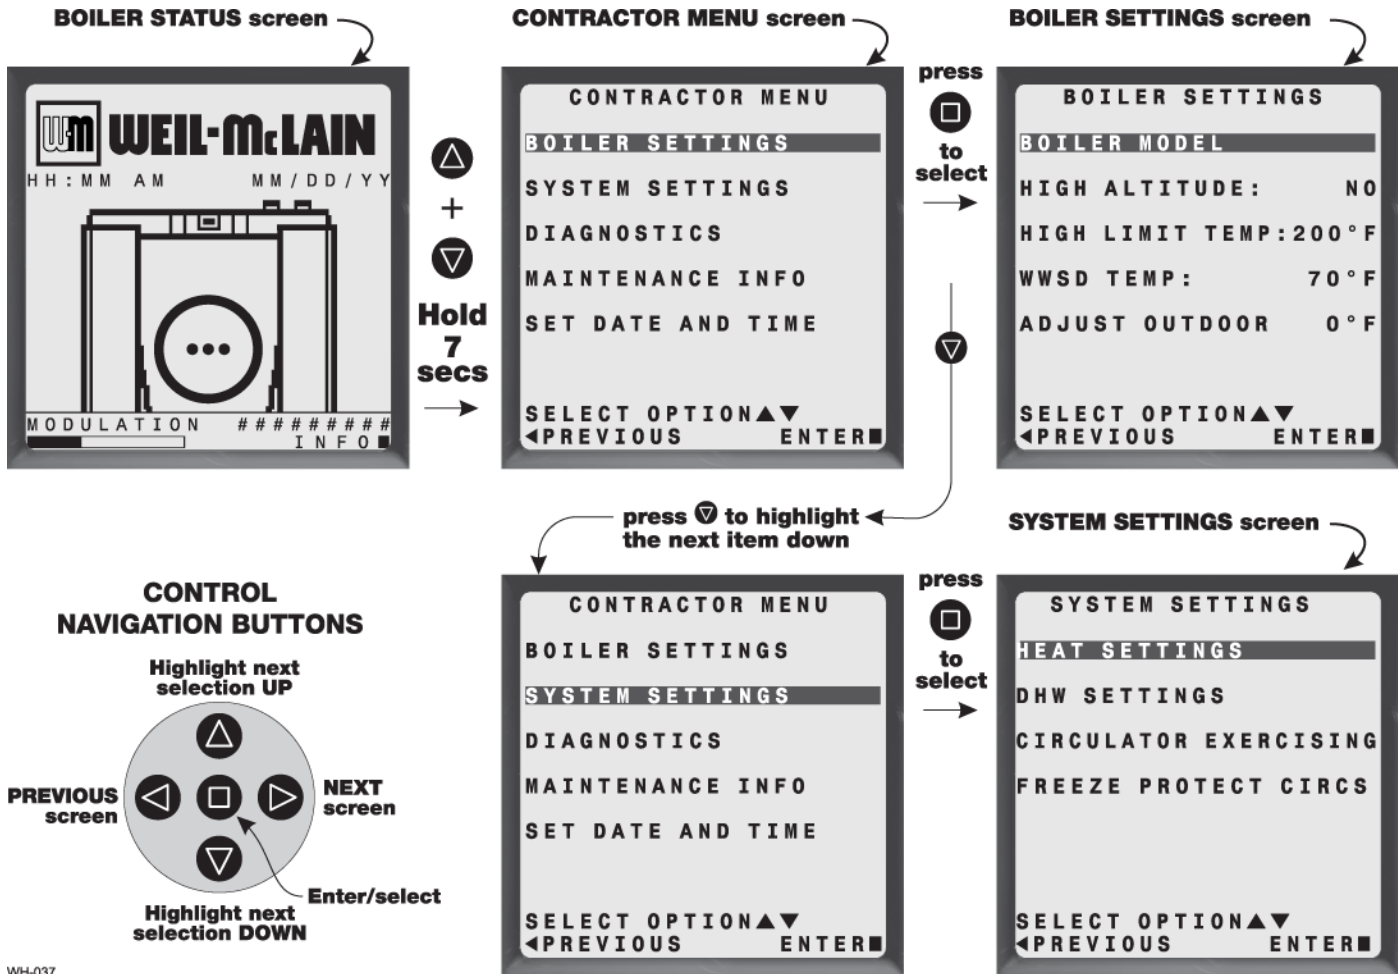 BOILER STATUS screen
WM WEIL-McLAIN
HH:MM AM MM/DD/YY
MODULATION #########
INFO■
△
+
▽
Hold
7
secs
CONTRACTOR MENU screen
CONTRACTOR MENU
BOILER SETTINGS
SYSTEM SETTINGS
DIAGNOSTICS
MAINTENANCE INFO
SET DATE AND TIME
SELECT OPTION▲▼
◄PREVIOUS ENTER■
press
to
select
BOILER SETTINGS screen
BOILER SETTINGS
BOILER MODEL
HIGH ALTITUDE: NO
HIGH LIMIT TEMP:200°F
WWSD TEMP: 70°F
ADJUST OUTDOOR 0°F
SELECT OPTION▲▼
◄PREVIOUS ENTER■
press ▽ to highlight
the next item down
CONTROL
NAVIGATION BUTTONS
Highlight next
selection UP
PREVIOUS
screen
NEXT
screen
Enter/select
Highlight next
selection DOWN
WH-037
CONTRACTOR MENU
BOILER SETTINGS
SYSTEM SETTINGS
DIAGNOSTICS
MAINTENANCE INFO
SET DATE AND TIME
SELECT OPTION▲▼
◄PREVIOUS ENTER■
press
to
select
SYSTEM SETTINGS screen
SYSTEM SETTINGS
HEAT SETTINGS
DHW SETTINGS
CIRCULATOR EXERCISING
FREEZE PROTECT CIRCS
SELECT OPTION▲▼
◄PREVIOUS ENTER■